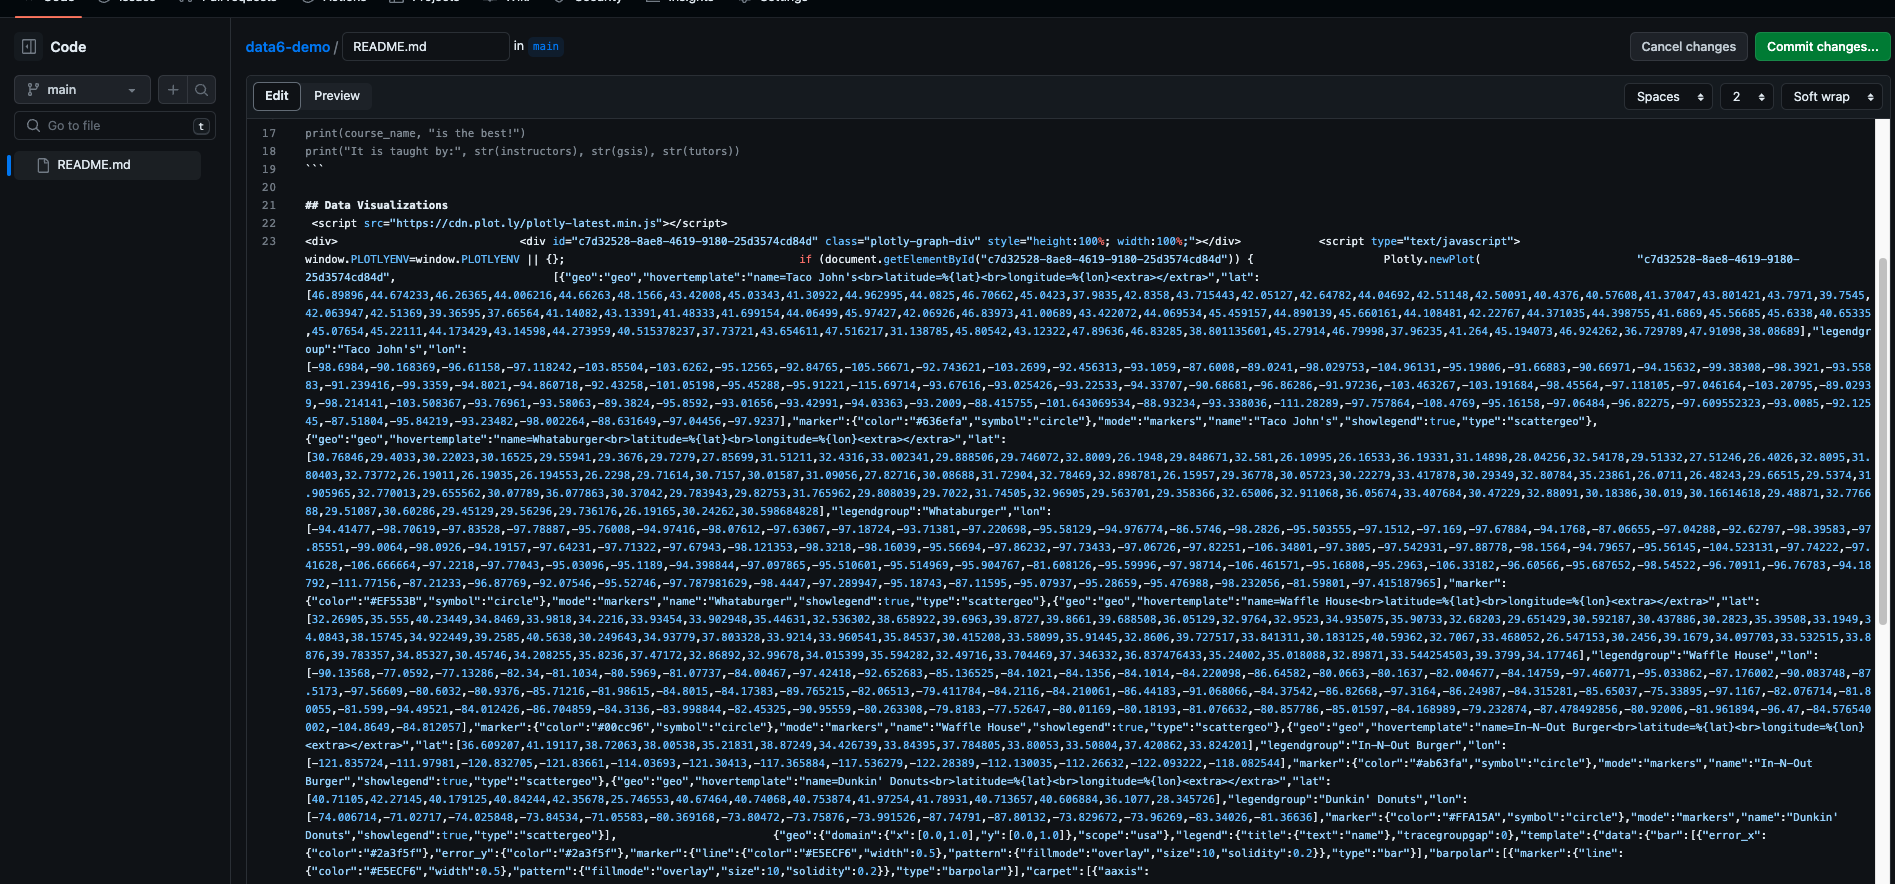 Code Issues Pull requests Actions Projects Wiki Security Insights Settings
Code
data6-demo / README.md in main
Cancel changes
Commit changes...
main
Go to file
t
README.md
Edit Preview
Spaces 2 Soft wrap
17 print(course_name, "is the best!")
18 print("It is taught by:", str(instructors), str(gsis), str(tutors))
19 ```
20
21 ## Data Visualizations
22 <script src="https://cdn.plot.ly/plotly-latest.min.js"></script>
23 <div> <div id="c7d32528-8ae8-4619-9180-25d3574cd84d" class="plotly-graph-div" style="height:100%; width:100%;"></div> <script type="text/javascript">
window.PLOTLYENV=window.PLOTLYENV || {}; if (document.getElementById("c7d32528-8ae8-4619-9180-25d3574cd84d")) { Plotly.newPlot( "c7d32528-8ae8-4619-9180-
25d3574cd84d", [{"geo":"geo","hovertemplate":"name=Taco John's<br>latitude=%{lat}<br>longitude=%{lon}<extra></extra>","lat":
[46.89896,44.674233,46.26365,44.006216,44.66263,48.1566,43.42008,45.03343,41.30922,44.962995,44.0825,46.70662,45.0423,37.9835,42.8358,43.715443,42.05127,42.64782,44.04692,42.51148,42.50091,40.4376,40.57608,41.37047,43.801421,43.7971,39.7545,
42.063947,42.51369,39.36595,37.66564,41.14082,43.13391,41.48333,41.699154,44.06499,45.97427,42.06926,46.83973,41.00689,43.422072,44.069534,45.459157,44.890139,45.660161,44.108481,42.22767,44.371035,44.398755,41.6869,45.56685,45.6338,40.65335
,45.07654,45.22111,44.173429,43.14598,44.273959,40.515378237,37.73721,43.654611,47.516217,31.138785,45.80542,43.12322,47.89636,46.83285,38.801135601,45.27914,46.79998,37.96235,41.264,45.194073,46.924262,36.729789,47.91098,38.08689],"legendgr
oup":"Taco John's","lon":
[-98.6984,-90.168369,-96.61158,-97.118242,-103.85504,-103.6262,-95.12565,-92.84765,-105.56671,-92.743621,-103.2699,-92.456313,-93.1059,-87.6008,-89.0241,-98.029753,-104.96131,-95.19806,-91.66883,-90.66971,-94.15632,-99.38308,-98.3921,-93.558
83,-91.239416,-99.3359,-94.8021,-94.860718,-92.43258,-101.05198,-95.45288,-95.91221,-115.69714,-93.67616,-93.025426,-93.22533,-94.33707,-90.68681,-96.86286,-91.97236,-103.463267,-103.191684,-98.45564,-97.118105,-97.046164,-103.20795,-89.0293
9,-98.214141,-103.508367,-93.76961,-93.58063,-89.3824,-95.8592,-93.01656,-93.42991,-94.03363,-93.2009,-88.415755,-101.643069534,-88.93234,-93.338036,-111.28289,-97.757864,-108.4769,-95.16158,-97.06484,-96.82275,-97.609552323,-93.0085,-92.125
45,-87.51804,-95.84219,-93.23482,-98.002264,-88.631649,-97.04456,-97.9237],"marker":{"color":"#636efa","symbol":"circle"},"mode":"markers","name":"Taco John's","showlegend":true,"type":"scattergeo"},
{"geo":"geo","hovertemplate":"name=Whataburger<br>latitude=%{lat}<br>longitude=%{lon}<extra></extra>","lat":
[30.76846,29.4033,30.22023,30.16525,29.55941,29.3676,29.7279,27.85699,31.51211,32.4316,33.002341,29.888506,29.746072,32.8009,26.1948,29.848671,32.581,26.10995,26.16533,36.19331,31.14898,28.04256,32.54178,29.51332,27.51246,26.4026,32.8095,31.
80403,32.73772,26.19011,26.19035,26.194553,26.2298,29.71614,30.7157,30.01587,31.09056,27.82716,30.08688,31.72904,32.78469,32.898781,26.15957,29.36778,30.05723,30.22279,33.417878,30.29349,32.80784,35.23861,26.0711,26.48243,29.66515,29.5374,31
.905965,32.770013,29.655562,30.07789,36.077863,30.37042,29.783943,29.82753,31.765962,29.808039,29.7022,31.74505,32.96905,29.563701,29.358366,32.65006,32.911068,36.05674,33.407684,30.47229,32.88091,30.18386,30.019,30.16614618,29.48871,32.7766
88,29.51087,30.60286,29.45129,29.56296,29.736176,26.19165,30.24262,30.598684828],"legendgroup":"Whataburger","lon":
[-94.41477,-98.70619,-97.83528,-97.78887,-95.76008,-94.97416,-98.07612,-97.63067,-97.18724,-93.71381,-97.220698,-95.58129,-94.976774,-86.5746,-98.2826,-95.503555,-97.1512,-97.169,-97.67884,-94.1768,-87.06655,-97.04288,-92.62797,-98.39583,-97
.85551,-99.0064,-98.0926,-94.19157,-97.64231,-97.71322,-97.67943,-98.121353,-98.3218,-98.16039,-95.56694,-97.86232,-97.73433,-97.06726,-97.82251,-106.34801,-97.3805,-97.542931,-97.88778,-98.1564,-94.79657,-95.56145,-104.523131,-97.74222,-97.
41628,-106.666664,-97.2218,-97.77043,-95.03096,-95.1189,-94.398844,-97.097865,-95.510601,-95.514969,-95.904767,-81.608126,-95.59996,-97.98714,-106.461571,-95.16808,-95.2963,-106.33182,-96.60566,-95.687652,-98.54522,-96.70911,-96.76783,-94.18
792,-111.77156,-87.21233,-96.87769,-92.07546,-95.52746,-97.787981629,-98.4447,-97.289947,-95.18743,-87.11595,-95.07937,-95.28659,-95.476988,-98.232056,-81.59801,-97.415187965],"marker":
{"color":"#EF553B","symbol":"circle"},"mode":"markers","name":"Whataburger","showlegend":true,"type":"scattergeo"},{"geo":"geo","hovertemplate":"name=Waffle House<br>latitude=%{lat}<br>longitude=%{lon}<extra></extra>","lat":
[32.26905,35.555,40.23449,34.8469,33.9818,34.2216,33.93454,33.902948,35.44631,32.536302,38.658922,39.6963,39.8727,39.8661,39.688508,36.05129,32.9764,32.9523,34.935075,35.90733,32.68203,29.651429,30.592187,30.437886,30.2823,35.39508,33.1949,3
4.0843,38.15745,34.922449,39.2585,40.5638,30.249643,34.93779,37.803328,33.9214,33.960541,35.84537,30.415208,33.58099,35.91445,32.8606,39.727517,33.841311,30.183125,40.59362,32.7067,33.468052,26.547153,30.2456,39.1679,34.097703,33.532515,33.8
876,39.783357,34.85327,30.45746,34.208255,35.8236,37.47172,32.86892,32.99678,34.015399,35.594282,32.49716,33.704469,37.346332,36.837476433,35.24002,35.018088,32.89871,33.544254503,39.3799,34.17746],"legendgroup":"Waffle House","lon":
[-90.13568,-77.0592,-77.13286,-82.34,-81.1034,-80.5969,-81.07737,-84.00467,-97.42418,-92.652683,-85.136525,-84.1021,-84.1356,-84.1014,-84.220098,-86.64582,-80.0663,-80.1637,-82.004677,-84.14759,-97.460771,-95.033862,-87.176002,-90.083748,-87
.5173,-97.56609,-80.6032,-80.9376,-85.71216,-81.98615,-84.8015,-84.17383,-89.765215,-82.06513,-79.411784,-84.2116,-84.210061,-86.44183,-91.068066,-84.37542,-86.82668,-97.3164,-86.24987,-84.315281,-85.65037,-75.33895,-97.1167,-82.076714,-81.8
0055,-81.599,-94.49521,-84.012426,-86.704859,-84.3136,-83.998844,-82.45325,-90.95559,-80.263308,-79.8183,-77.52647,-80.01169,-80.18193,-81.076632,-80.857786,-85.01597,-84.168989,-79.232874,-87.478492856,-80.92006,-81.961894,-96.47,-84.576540
002,-104.8649,-84.812057],"marker":{"color":"#00cc96","symbol":"circle"},"mode":"markers","name":"Waffle House","showlegend":true,"type":"scattergeo"},{"geo":"geo","hovertemplate":"name=In-N-Out Burger<br>latitude=%{lat}<br>longitude=%{lon}
<extra></extra>","lat":[36.609207,41.19117,38.72063,38.00538,35.21831,38.87249,34.426739,33.84395,37.784805,33.80053,33.50804,37.420862,33.824201],"legendgroup":"In-N-Out Burger","lon":
[-121.835724,-111.97981,-120.832705,-121.83661,-114.03693,-121.30413,-117.365884,-117.536279,-122.28389,-112.130035,-112.26632,-122.093222,-118.082544],"marker":{"color":"#ab63fa","symbol":"circle"},"mode":"markers","name":"In-N-Out
Burger","showlegend":true,"type":"scattergeo"},{"geo":"geo","hovertemplate":"name=Dunkin' Donuts<br>latitude=%{lat}<br>longitude=%{lon}<extra></extra>","lat":
[40.71105,42.27145,40.179125,40.84244,42.35678,25.746553,40.67464,40.74068,40.753874,41.97254,41.78931,40.713657,40.606884,36.1077,28.345726],"legendgroup":"Dunkin' Donuts","lon":
[-74.006714,-71.02717,-74.025848,-73.84534,-71.05583,-80.369168,-73.80472,-73.75876,-73.991526,-87.74791,-87.80132,-73.829672,-73.96269,-83.34026,-81.36636],"marker":{"color":"#FFA15A","symbol":"circle"},"mode":"markers","name":"Dunkin'
Donuts","showlegend":true,"type":"scattergeo"}], {"geo":{"domain":{"x":[0.0,1.0],"y":[0.0,1.0]},"scope":"usa"},"legend":{"title":{"text":"name"},"tracegroupgap":0},"template":{"data":{"bar":[{"error_x":
{"color":"#2a3f5f"},"error_y":{"color":"#2a3f5f"},"marker":{"line":{"color":"#E5ECF6","width":0.5},"pattern":{"fillmode":"overlay","size":10,"solidity":0.2}},"type":"bar"}],"barpolar":[{"marker":{"line":
{"color":"#E5ECF6","width":0.5},"pattern":{"fillmode":"overlay","size":10,"solidity":0.2}},"type":"barpolar"}],"carpet":[{"aaxis":